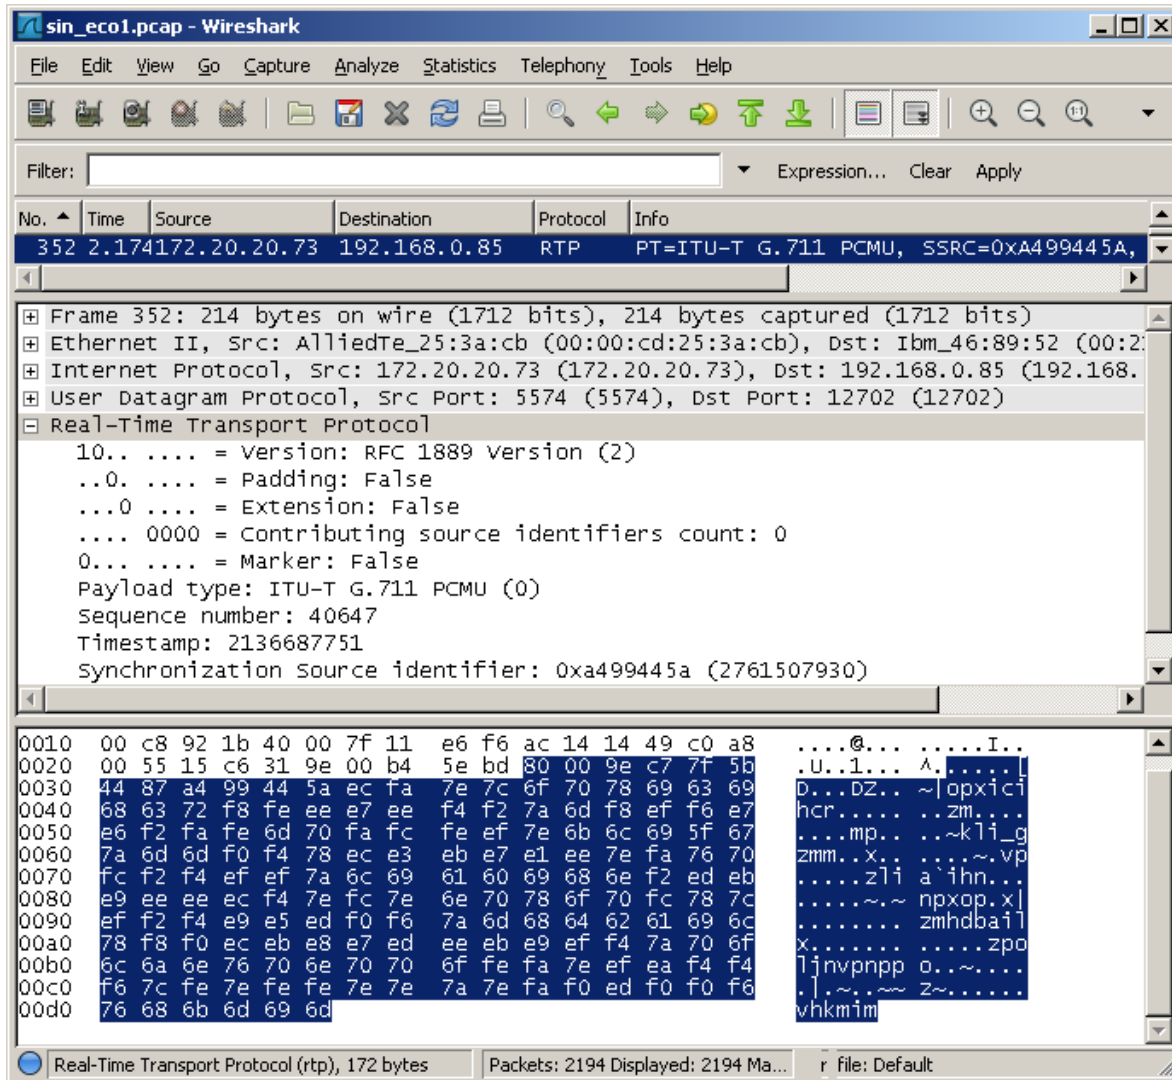 sin_eco1.pcap - Wireshark
File Edit View Go Capture Analyze Statistics Telephony Tools Help
Filter: Expression... Clear Apply
No. Time Source Destination Protocol Info
352 2.174172.20.20.73 192.168.0.85 RTP PT=ITU-T G.711 PCMU, SSRC=0xA499445A,
Frame 352: 214 bytes on wire (1712 bits), 214 bytes captured (1712 bits)
Ethernet II, Src: AlliedTe_25:3a:cb (00:00:cd:25:3a:cb), Dst: Ibm_46:89:52 (00:2
Internet Protocol, Src: 172.20.20.73 (172.20.20.73), Dst: 192.168.0.85 (192.168.
User Datagram Protocol, Src Port: 5574 (5574), Dst Port: 12702 (12702)
Real-Time Transport Protocol
10.. .... = Version: RFC 1889 Version (2)
..0. .... = Padding: False
...0 .... = Extension: False
.... 0000 = Contributing source identifiers count: 0
0... .... = Marker: False
Payload type: ITU-T G.711 PCMU (0)
Sequence number: 40647
Timestamp: 2136687751
Synchronization Source identifier: 0xa499445a (2761507930)
0010 00 c8 92 1b 40 00 7f 11 e6 f6 ac 14 14 49 c0 a8 ....@... .....I..
0020 00 55 15 c6 31 9e 00 b4 5e bd 80 00 9e c7 7f 5b .U..1... ^......[
0030 44 87 a4 99 44 5a ec fa 7e 7c 6f 70 78 69 63 69 D...DZ.. ~|opxici
0040 68 63 72 f8 fe ee e7 ee f4 f2 7a 6d f8 ef f6 e7 hcr..... ..zm....
0050 e6 f2 fa fe 6d 70 fa fc fe ef 7e 6b 6c 69 5f 67 ....mp.. ..~kli_g
0060 7a 6d 6d f0 f4 78 ec e3 eb e7 e1 ee 7e fa 76 70 zmm..x.. ....~.vp
0070 fc f2 f4 ef ef 7a 6c 69 61 60 69 68 6e f2 ed eb .....zli a`ihn...
0080 e9 ee ee ec f4 7e fc 7e 6e 70 78 6f 70 fc 78 7c .....~.~ npxop.x|
0090 ef f2 f4 e9 e5 ed f0 f6 7a 6d 68 64 62 61 69 6c ........ zmhdbail
00a0 78 f8 f0 ec eb e8 e7 ed ee eb e9 ef f4 7a 70 6f x....... .....zpo
00b0 6c 6a 6e 76 70 6e 70 70 6f fe fa 7e ef ea f4 f4 ljnvpnpp o..~....
00c0 f6 7c fe 7e fe fe 7e 7e 7a 7e fa f0 ed f0 f0 f6 .|.~..~~ z~......
00d0 76 68 6b 6d 69 6d vhkmim
Real-Time Transport Protocol (rtp), 172 bytes Packets: 2194 Displayed: 2194 Ma... file: Default